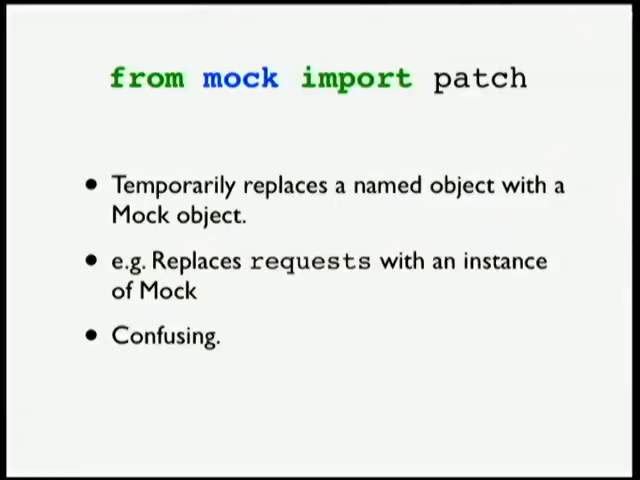 from mock import patch
• Temporarily replaces a named object with a
Mock object.
• e.g. Replaces requests with an instance
of Mock
• Confusing.